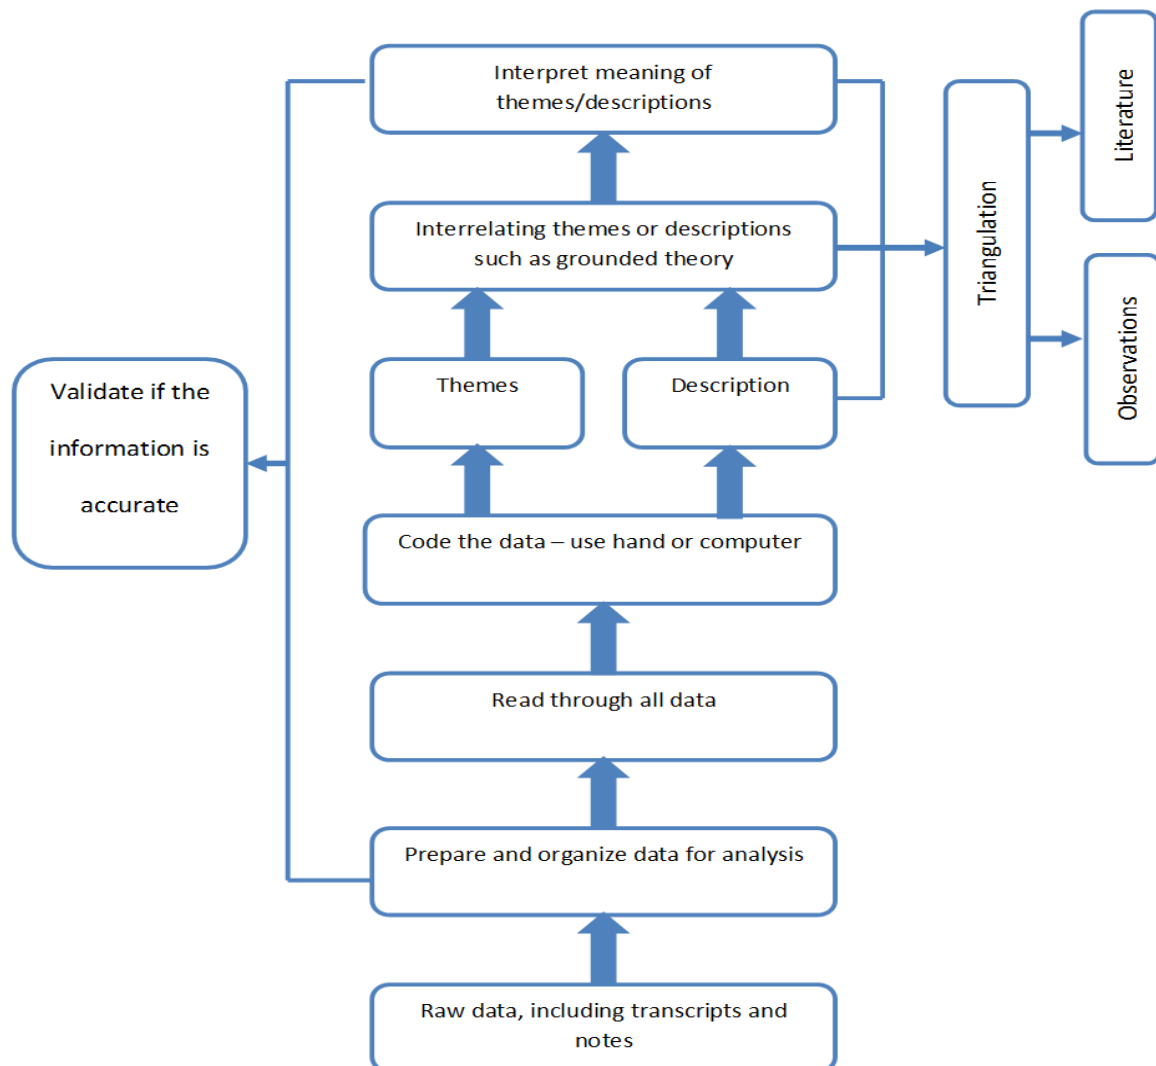 Interpret meaning of
themes/descriptions
Literature
Triangulation
Interrelating themes or descriptions
such as grounded theory
Observations
Themes
Description
Validate if the
information is
accurate
Code the data – use hand or computer
Read through all data
Prepare and organize data for analysis
Raw data, including transcripts and
notes